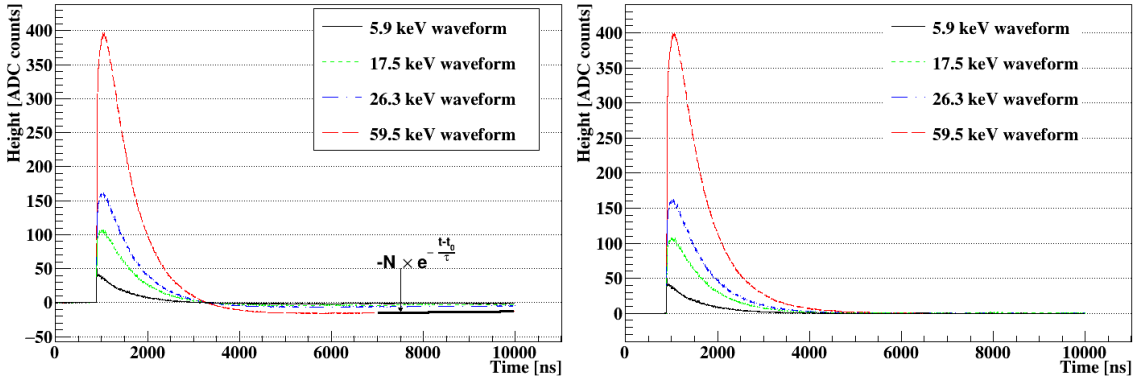 Height [ADC counts]
400
350
300
250
200
150
100
50
0
−50
5.9 keV waveform
17.5 keV waveform
26.3 keV waveform
59.5 keV waveform
-N × e^{− (t-t_0)/τ}
0 2000 4000 6000 8000 10000
Time [ns]
Height [ADC counts]
400
350
300
250
200
150
100
50
0
5.9 keV waveform
17.5 keV waveform
26.3 keV waveform
59.5 keV waveform
0 2000 4000 6000 8000 10000
Time [ns]